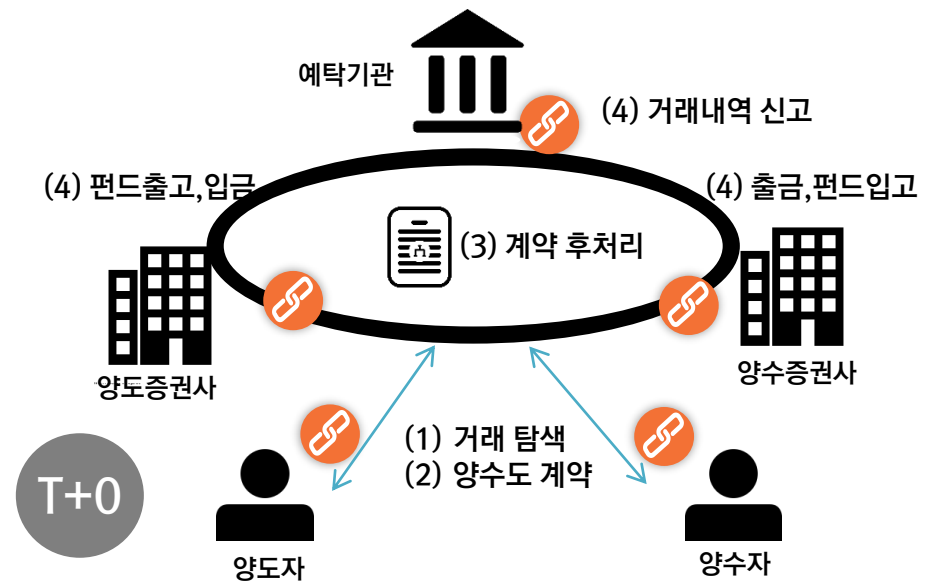 예탁기관
(4) 거래내역 신고
(4) 펀드출고,입금
(4) 출금,펀드입고
(3) 계약 후처리
양도증권사
양수증권사
(1) 거래 탐색
(2) 양수도 계약
T+0
양도자
양수자